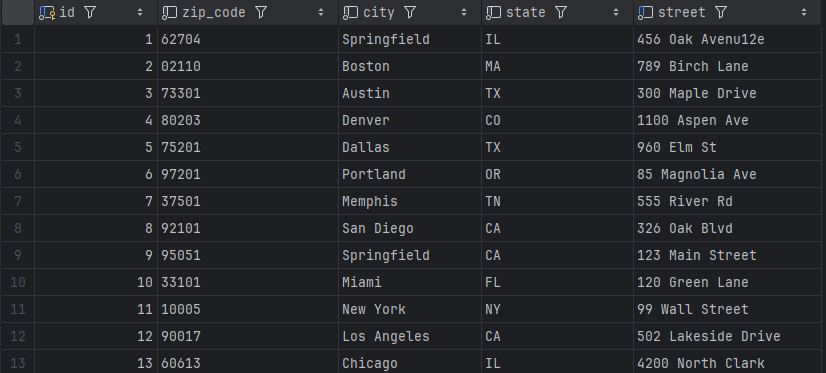 id zip_code city state street
1 1 62704 Springfield IL 456 Oak Avenu12e
2 2 02110 Boston MA 789 Birch Lane
3 3 73301 Austin TX 300 Maple Drive
4 4 80203 Denver CO 1100 Aspen Ave
5 5 75201 Dallas TX 960 Elm St
6 6 97201 Portland OR 85 Magnolia Ave
7 7 37501 Memphis TN 555 River Rd
8 8 92101 San Diego CA 326 Oak Blvd
9 9 95051 Springfield CA 123 Main Street
10 10 33101 Miami FL 120 Green Lane
11 11 10005 New York NY 99 Wall Street
12 12 90017 Los Angeles CA 502 Lakeside Drive
13 13 60613 Chicago IL 4200 North Clark